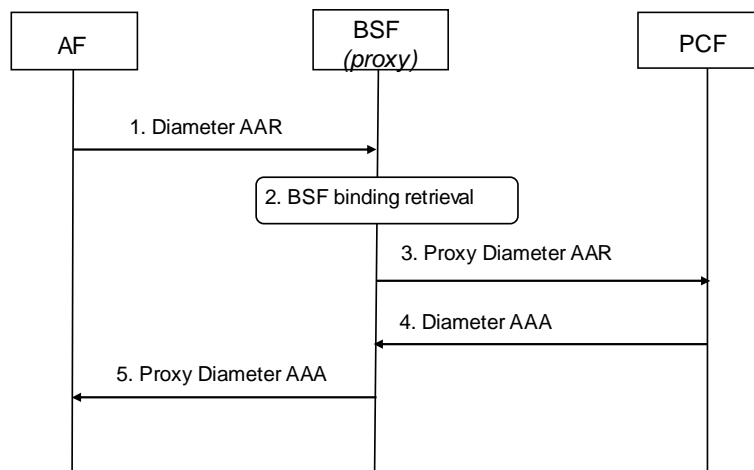 AF
BSF
(proxy)
PCF
1. Diameter AAR
2. BSF binding retrieval
3. Proxy Diameter AAR
4. Diameter AAA
5. Proxy Diameter AAA